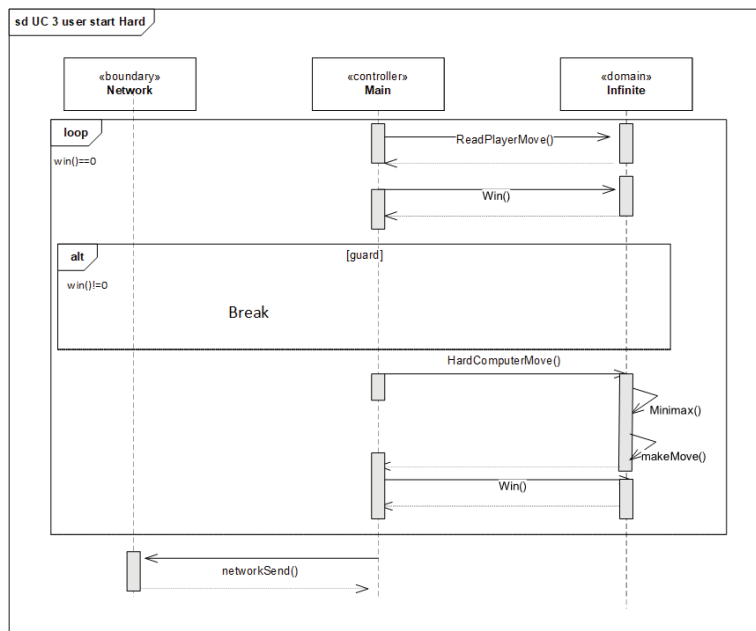 sd UC 3 user start Hard
«boundary»
Network
«controller»
Main
«domain»
Infinite
loop
win()==0
ReadPlayerMove()
Win()
alt
[guard]
win()!=0
Break
HardComputerMove()
Minimax()
makeMove()
Win()
networkSend()